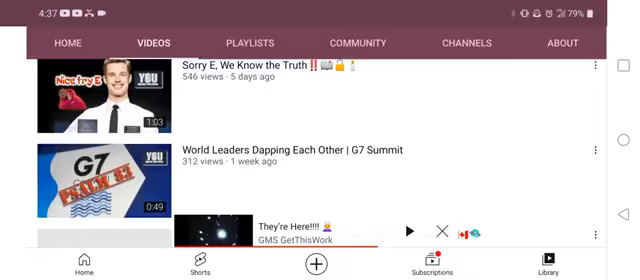 4:37
79%
HOME
VIDEOS
PLAYLISTS
COMMUNITY
CHANNELS
ABOUT
Nice try E
YOU
1:03
Sorry E, We Know the Truth‼️📖🔓🕯️
546 views · 5 days ago
G7
PSALM 83
YOU
0:49
World Leaders Dapping Each Other | G7 Summit
312 views · 1 week ago
They're Here!!!! 👩‍🦳
GMS GetThisWork
Home
Shorts
Subscriptions
Library